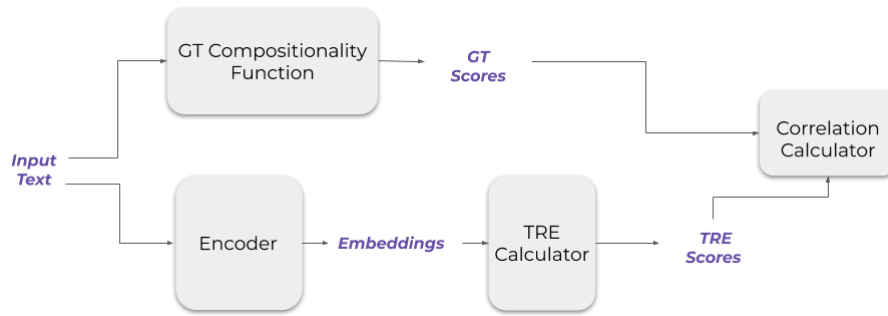 GT Compositionality
Function
GT
Scores
Correlation
Calculator
Input
Text
Encoder
Embeddings
TRE
Calculator
TRE
Scores